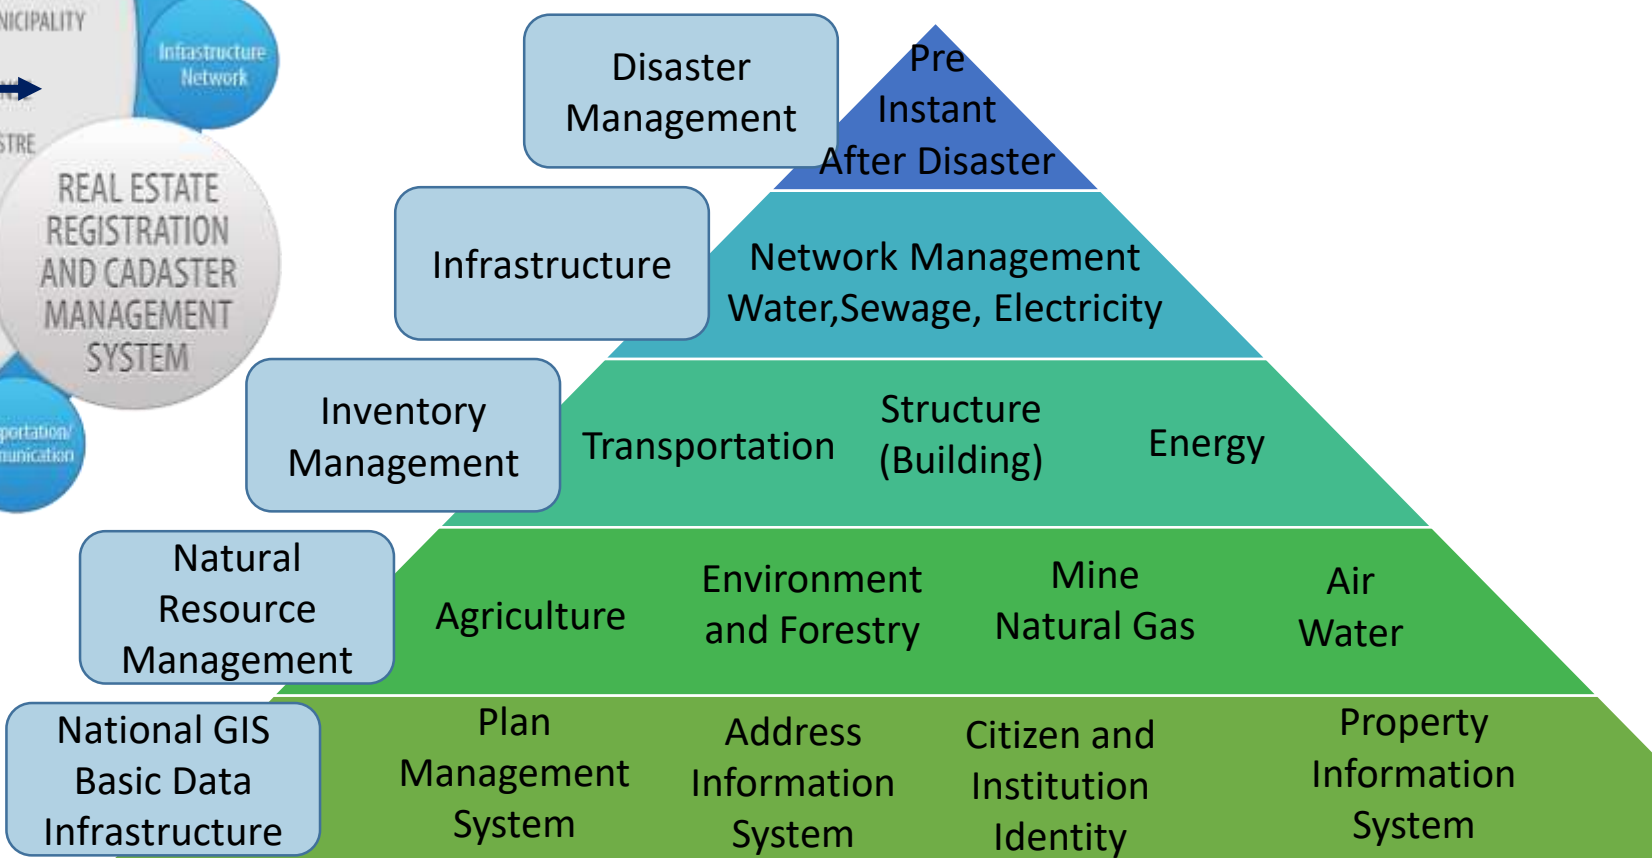 NICIPALITY
Infrastructure
Network
STRE
REAL ESTATE
REGISTRATION
AND CADASTER
MANAGEMENT
SYSTEM
portation/
munication
Disaster
Management
Pre
Instant
After Disaster
Infrastructure
Network Management
Water,Sewage, Electricity
Inventory
Management
Transportation
Structure
(Building)
Energy
Natural
Resource
Management
Agriculture
Environment
and Forestry
Mine
Natural Gas
Air
Water
National GIS
Basic Data
Infrastructure
Plan
Management
System
Address
Information
System
Citizen and
Institution
Identity
Property
Information
System